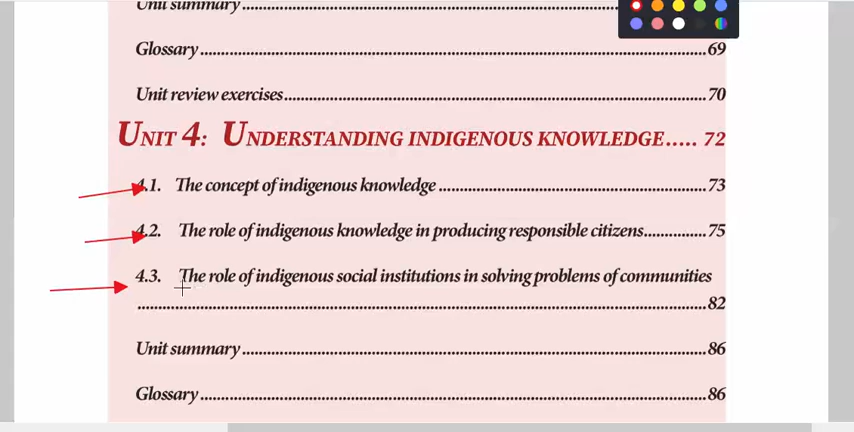 Unit summary
Glossary 69
Unit review exercises 70
UNIT 4: UNDERSTANDING INDIGENOUS KNOWLEDGE..... 72
4.1. The concept of indigenous knowledge 73
4.2. The role of indigenous knowledge in producing responsible citizens 75
4.3. The role of indigenous social institutions in solving problems of communities
82
Unit summary 86
Glossary 86